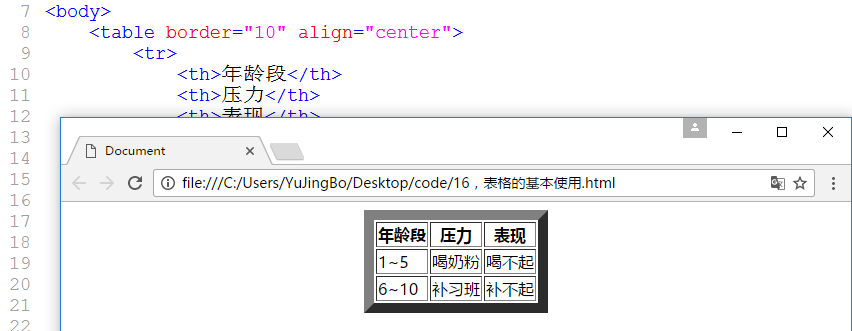 7 <body>
8 <table border="10" align="center">
9 <tr>
10 <th>年龄段</th>
11 <th>压力</th>
12 <th>表现</th>
13
14
15
16
17
18
19
20
21
22
Document
file:///C:/Users/YuJingBo/Desktop/code/16，表格的基本使用.html
年龄段 压力 表现
1~5 喝奶粉 喝不起
6~10 补习班 补不起